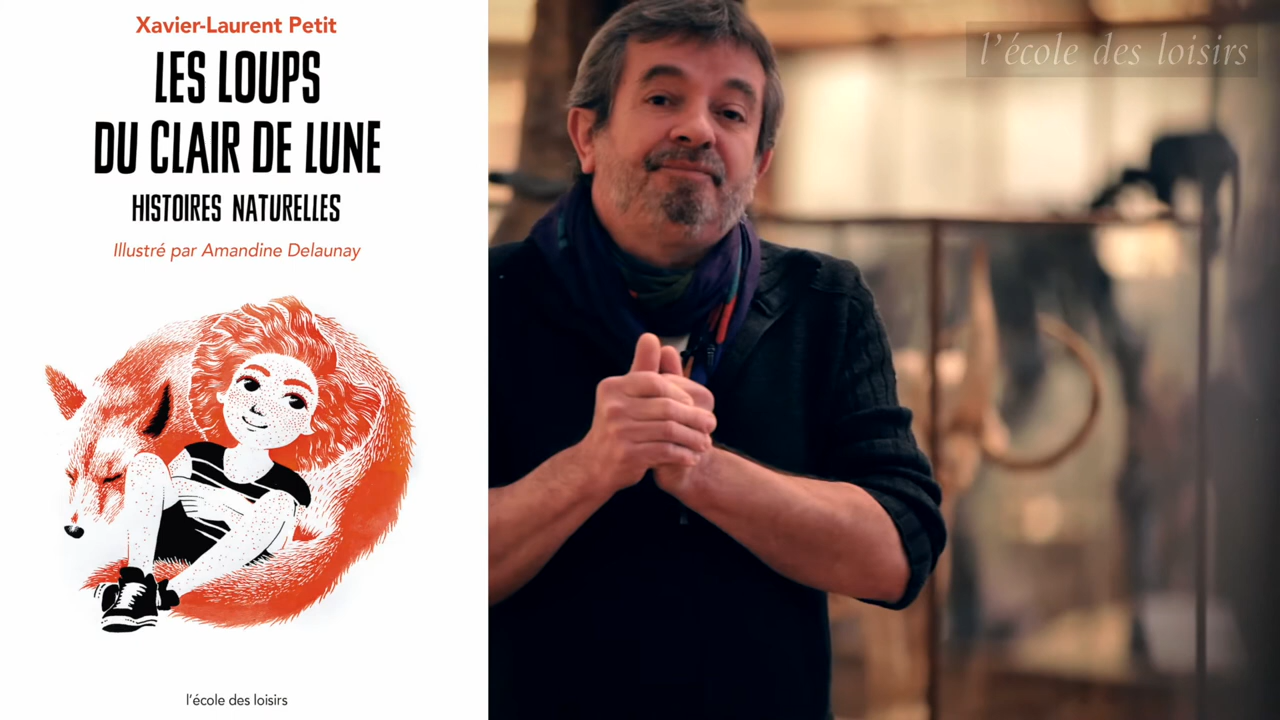 Xavier-Laurent Petit
LES LOUPS
DU CLAIR DE LUNE
HISTOIRES NATURELLES
Illustré par Amandine Delaunay
l'école des loisirs
l'école des loisirs